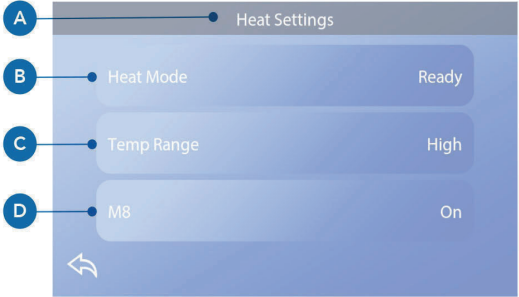 A Heat Settings
B Heat Mode Ready
C Temp Range High
D M8 On